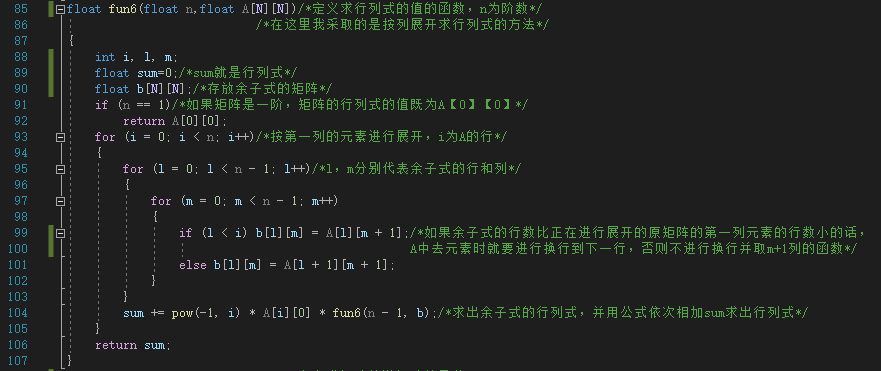 85 float fun6(float n,float A[N][N])/*定义求行列式的值的函数，n为阶数*/
86 /*在这里我采取的是按列展开求行列式的方法*/
87 {
88 int i, l, m;
89 float sum=0;/*sum就是行列式*/
90 float b[N][N];/*存放余子式的矩阵*/
91 if (n == 1)/*如果矩阵是一阶，矩阵的行列式的值既为A【0】【0】*/
92 return A[0][0];
93 for (i = 0; i < n; i++)/*按第一列的元素进行展开，i为A的行*/
94 {
95 for (l = 0; l < n - 1; l++)/*l，m分别代表余子式的行和列*/
96 {
97 for (m = 0; m < n - 1; m++)
98 {
99 if (l < i) b[l][m] = A[l][m + 1];/*如果余子式的行数比正在进行展开的原矩阵的第一列元素的行数小的话，
100 A中去元素时就要进行换行到下一行，否则不进行换行并取m+1列的函数*/
101 else b[l][m] = A[l + 1][m + 1];
102 }
103 }
104 sum += pow(-1, i) * A[i][0] * fun6(n - 1, b);/*求出余子式的行列式，并用公式依次相加sum求出行列式*/
105 }
106 return sum;
107 }